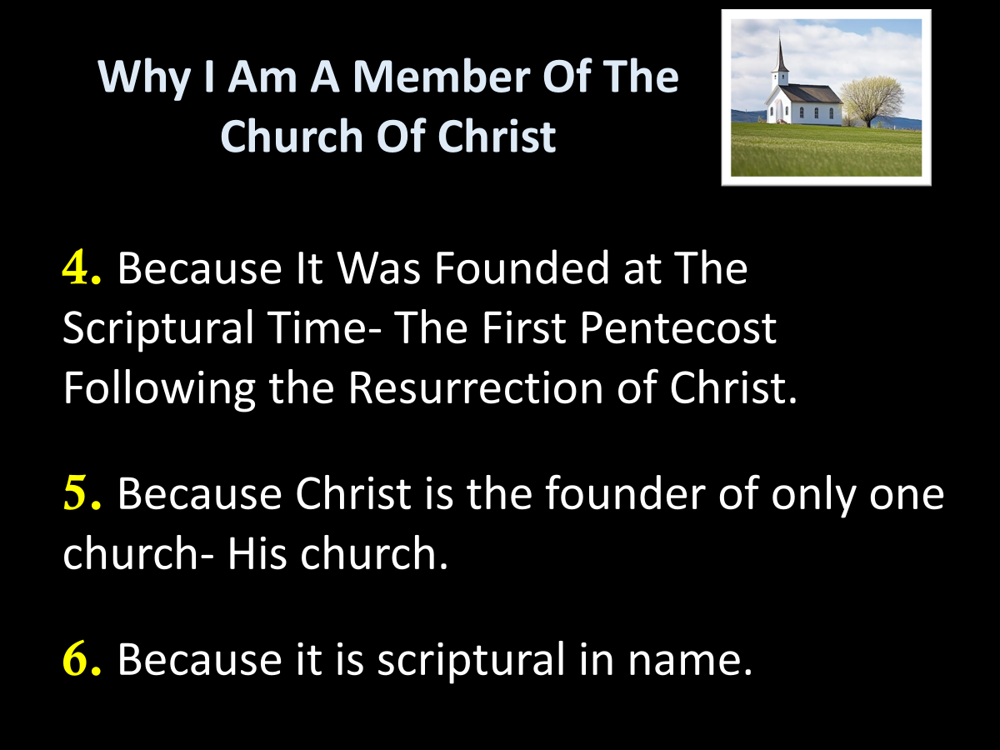 Why I Am A Member Of The
Church Of Christ
4. Because It Was Founded at The
Scriptural Time- The First Pentecost
Following the Resurrection of Christ.
5. Because Christ is the founder of only one
church- His church.
6. Because it is scriptural in name.